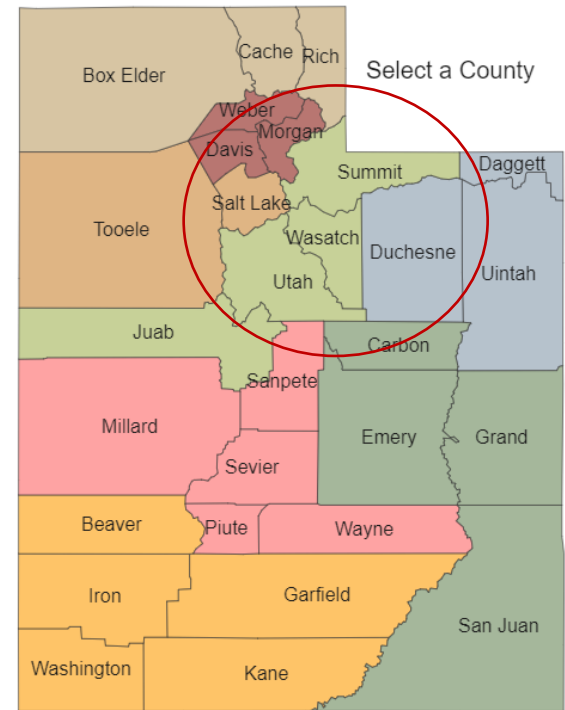 Cache
Rich
Box Elder
Select a County
Weber
Morgan
Davis
Summit
Daggett
Salt Lake
Tooele
Wasatch
Duchesne
Uintah
Utah
Juab
Carbon
Sanpete
Millard
Emery
Grand
Sevier
Beaver
Piute
Wayne
Iron
Garfield
San Juan
Washington
Kane